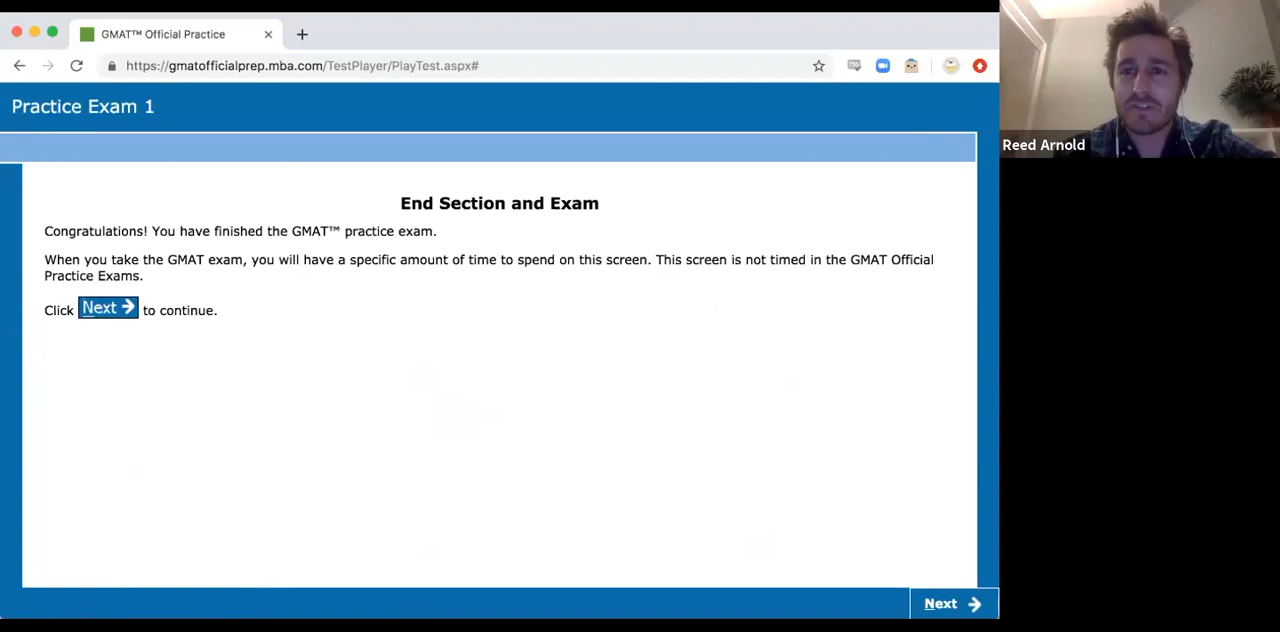 GMAT™ Official Practice
https://gmatofficialprep.mba.com/TestPlayer/PlayTest.aspx#
Practice Exam 1
Reed Arnold
End Section and Exam
Congratulations! You have finished the GMAT™ practice exam.
When you take the GMAT exam, you will have a specific amount of time to spend on this screen. This screen is not timed in the GMAT Official
Practice Exams.
Click Next to continue.
Next